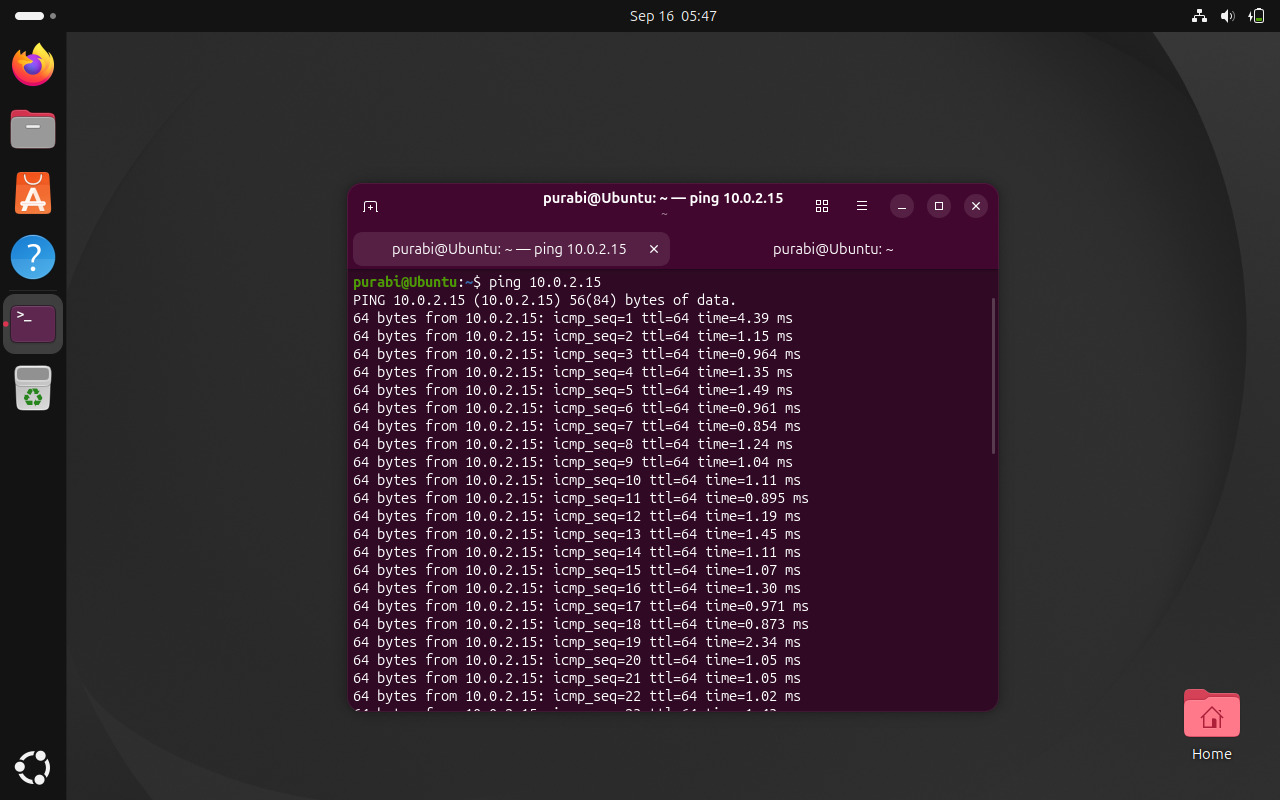 Sep 16 05:47
purabi@Ubuntu: ~ — ping 10.0.2.15
~
purabi@Ubuntu: ~ — ping 10.0.2.15
purabi@Ubuntu: ~
purabi@Ubuntu:~$ ping 10.0.2.15
PING 10.0.2.15 (10.0.2.15) 56(84) bytes of data.
64 bytes from 10.0.2.15: icmp_seq=1 ttl=64 time=4.39 ms
64 bytes from 10.0.2.15: icmp_seq=2 ttl=64 time=1.15 ms
64 bytes from 10.0.2.15: icmp_seq=3 ttl=64 time=0.964 ms
64 bytes from 10.0.2.15: icmp_seq=4 ttl=64 time=1.35 ms
64 bytes from 10.0.2.15: icmp_seq=5 ttl=64 time=1.49 ms
64 bytes from 10.0.2.15: icmp_seq=6 ttl=64 time=0.961 ms
64 bytes from 10.0.2.15: icmp_seq=7 ttl=64 time=0.854 ms
64 bytes from 10.0.2.15: icmp_seq=8 ttl=64 time=1.24 ms
64 bytes from 10.0.2.15: icmp_seq=9 ttl=64 time=1.04 ms
64 bytes from 10.0.2.15: icmp_seq=10 ttl=64 time=1.11 ms
64 bytes from 10.0.2.15: icmp_seq=11 ttl=64 time=0.895 ms
64 bytes from 10.0.2.15: icmp_seq=12 ttl=64 time=1.19 ms
64 bytes from 10.0.2.15: icmp_seq=13 ttl=64 time=1.45 ms
64 bytes from 10.0.2.15: icmp_seq=14 ttl=64 time=1.11 ms
64 bytes from 10.0.2.15: icmp_seq=15 ttl=64 time=1.07 ms
64 bytes from 10.0.2.15: icmp_seq=16 ttl=64 time=1.30 ms
64 bytes from 10.0.2.15: icmp_seq=17 ttl=64 time=0.971 ms
64 bytes from 10.0.2.15: icmp_seq=18 ttl=64 time=0.873 ms
64 bytes from 10.0.2.15: icmp_seq=19 ttl=64 time=2.34 ms
64 bytes from 10.0.2.15: icmp_seq=20 ttl=64 time=1.05 ms
64 bytes from 10.0.2.15: icmp_seq=21 ttl=64 time=1.05 ms
64 bytes from 10.0.2.15: icmp_seq=22 ttl=64 time=1.02 ms
Home